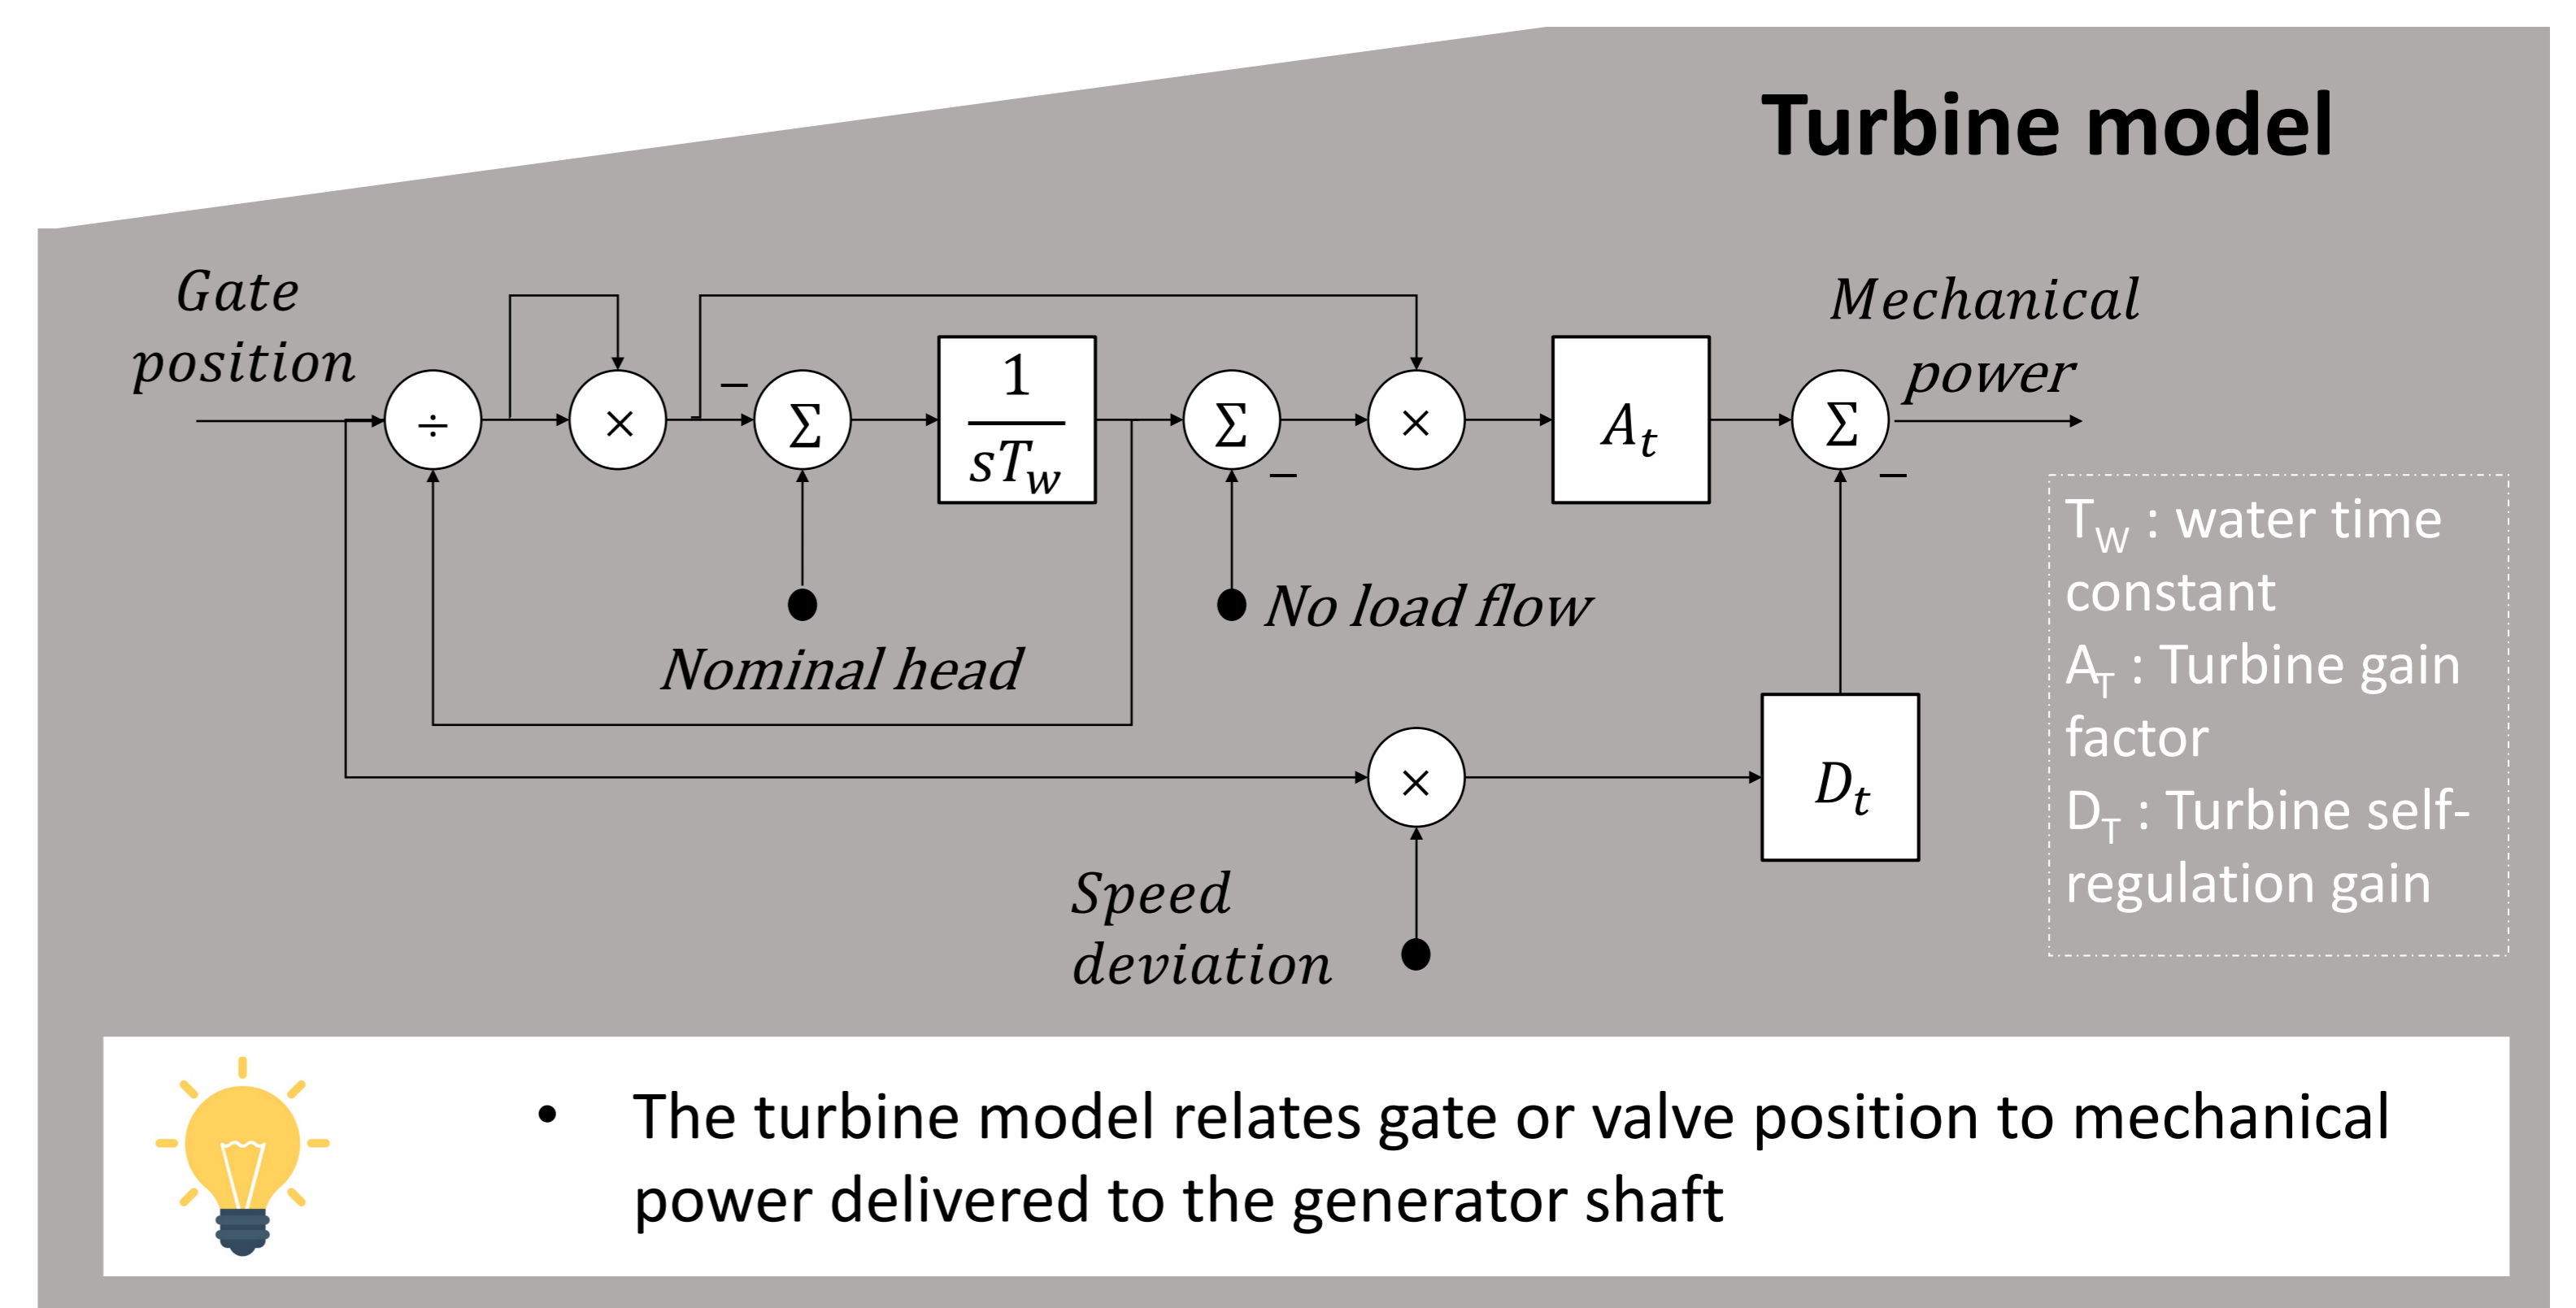 Turbine model
Gate
position
Mechanical
power
÷
×
−
Σ
1
sT_w
Σ
−
×
A_t
Σ
−
Nominal head
No load flow
×
D_t
Speed
deviation
T_W : water time
constant
A_T : Turbine gain
factor
D_T : Turbine self-
regulation gain
• The turbine model relates gate or valve position to mechanical
power delivered to the generator shaft